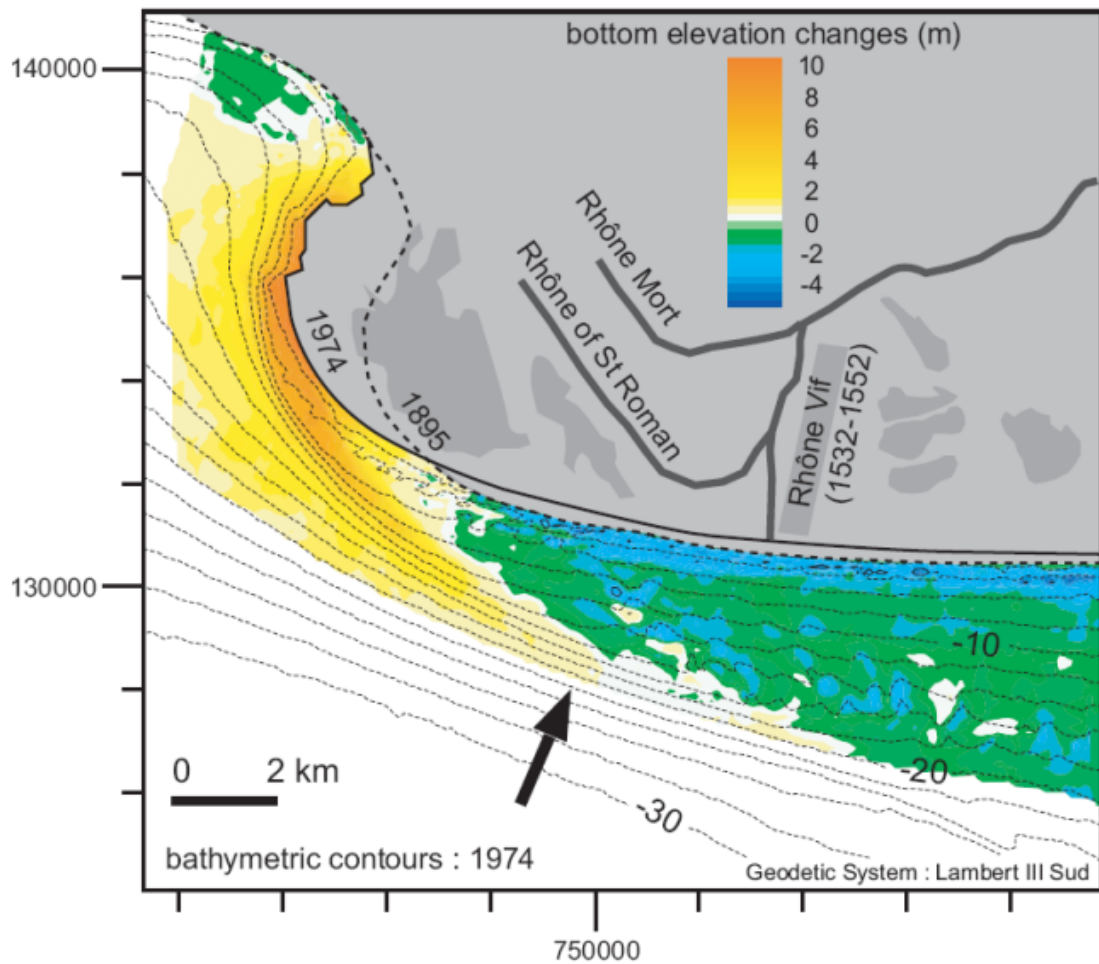 bottom elevation changes (m)
10
8
6
4
2
0
-2
-4
140000
130000
750000
Rhône Mort
Rhône of St Roman
Rhône Vif
(1532-1552)
1974
1895
-10
-20
-30
0 2 km
bathymetric contours : 1974
Geodetic System : Lambert III Sud